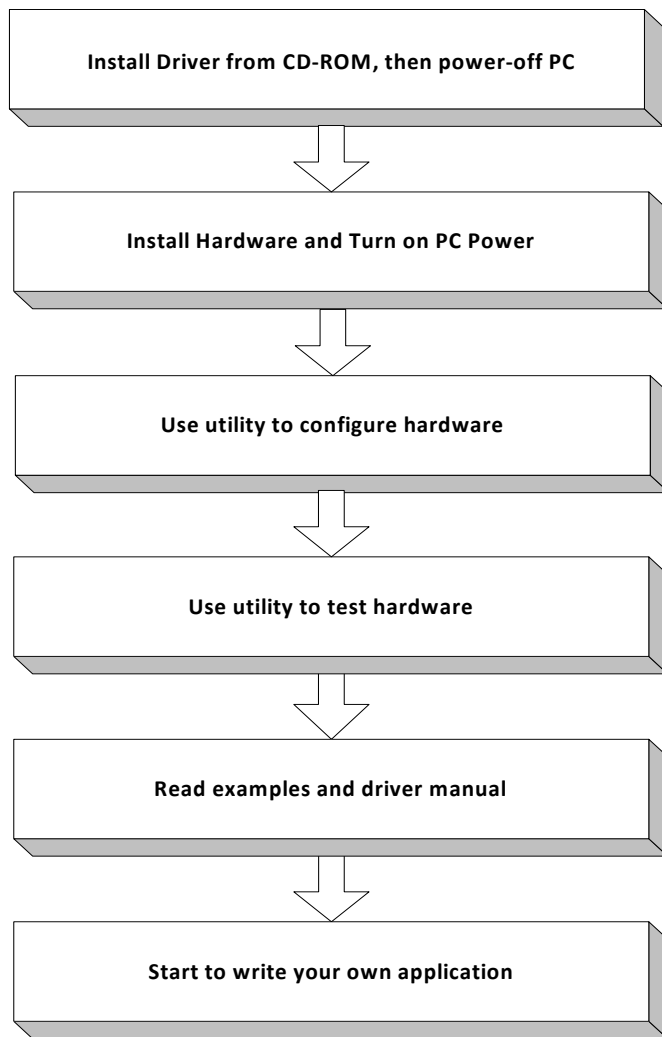 Install Driver from CD-ROM, then power-off PC
Install Hardware and Turn on PC Power
Use utility to configure hardware
Use utility to test hardware
Read examples and driver manual
Start to write your own application